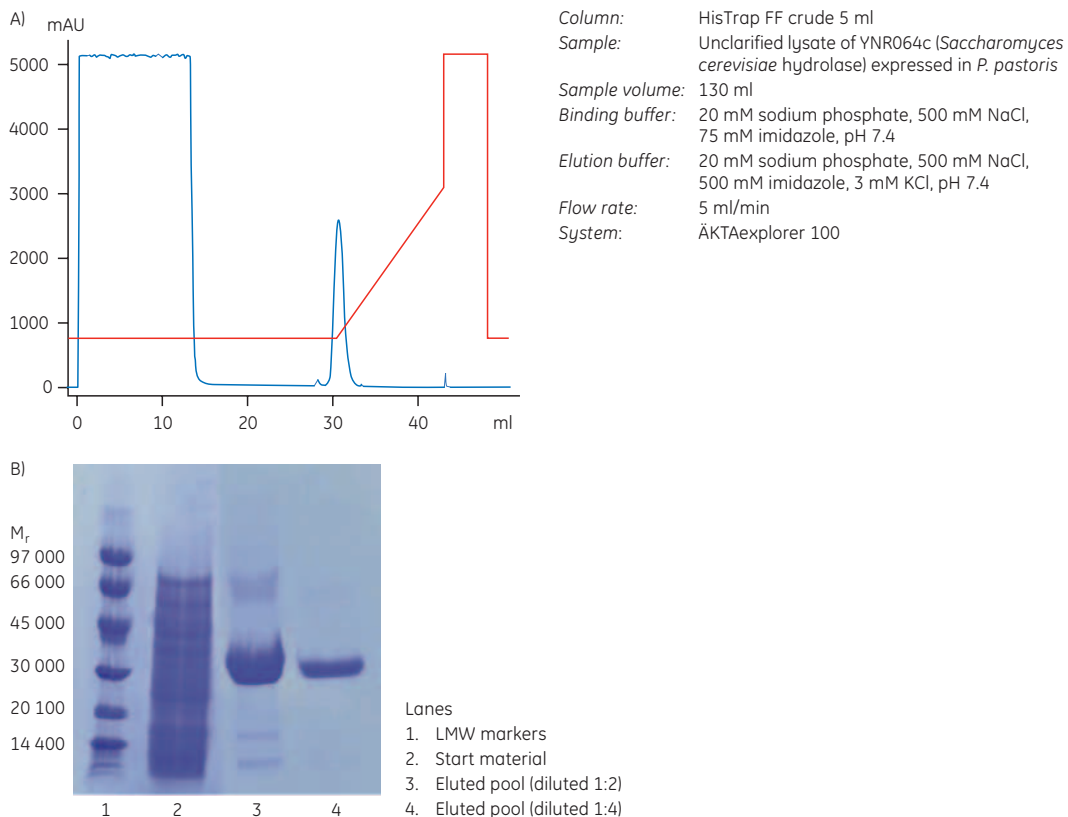 A)
mAU
5000
4000
3000
2000
1000
0
0 10 20 30 40 ml
Column: HisTrap FF crude 5 ml
Sample: Unclarified lysate of YNR064c (Saccharomyces
cerevisiae hydrolase) expressed in P. pastoris
Sample volume: 130 ml
Binding buffer: 20 mM sodium phosphate, 500 mM NaCl,
75 mM imidazole, pH 7.4
Elution buffer: 20 mM sodium phosphate, 500 mM NaCl,
500 mM imidazole, 3 mM KCl, pH 7.4
Flow rate: 5 ml/min
System: ÄKTAexplorer 100
B)
Mr
97 000
66 000
45 000
30 000
20 100
14 400
1 2 3 4
Lanes
1. LMW markers
2. Start material
3. Eluted pool (diluted 1:2)
4. Eluted pool (diluted 1:4)